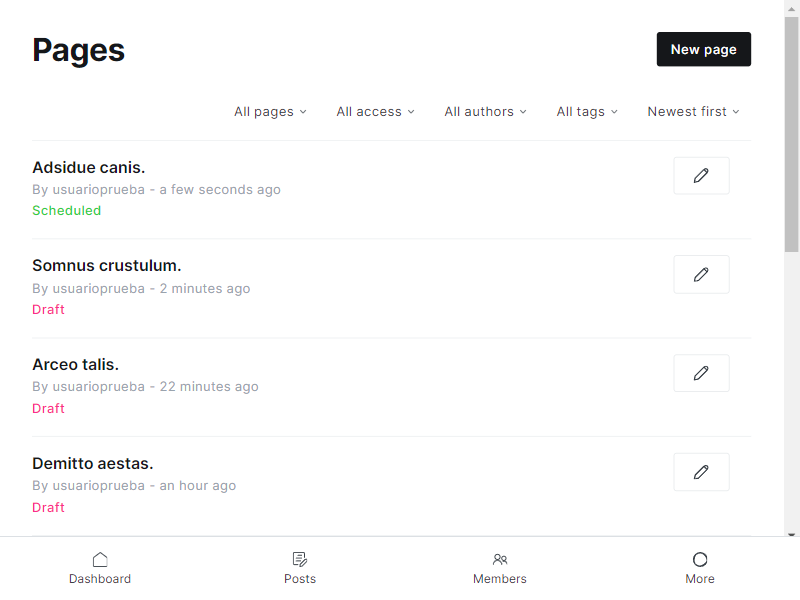 Pages
New page
All pages
All access
All authors
All tags
Newest first
Adsidue canis.
By usuarioprueba - a few seconds ago
Scheduled
Somnus crustulum.
By usuarioprueba - 2 minutes ago
Draft
Arceo talis.
By usuarioprueba - 22 minutes ago
Draft
Demitto aestas.
By usuarioprueba - an hour ago
Draft
Dashboard
Posts
Members
More